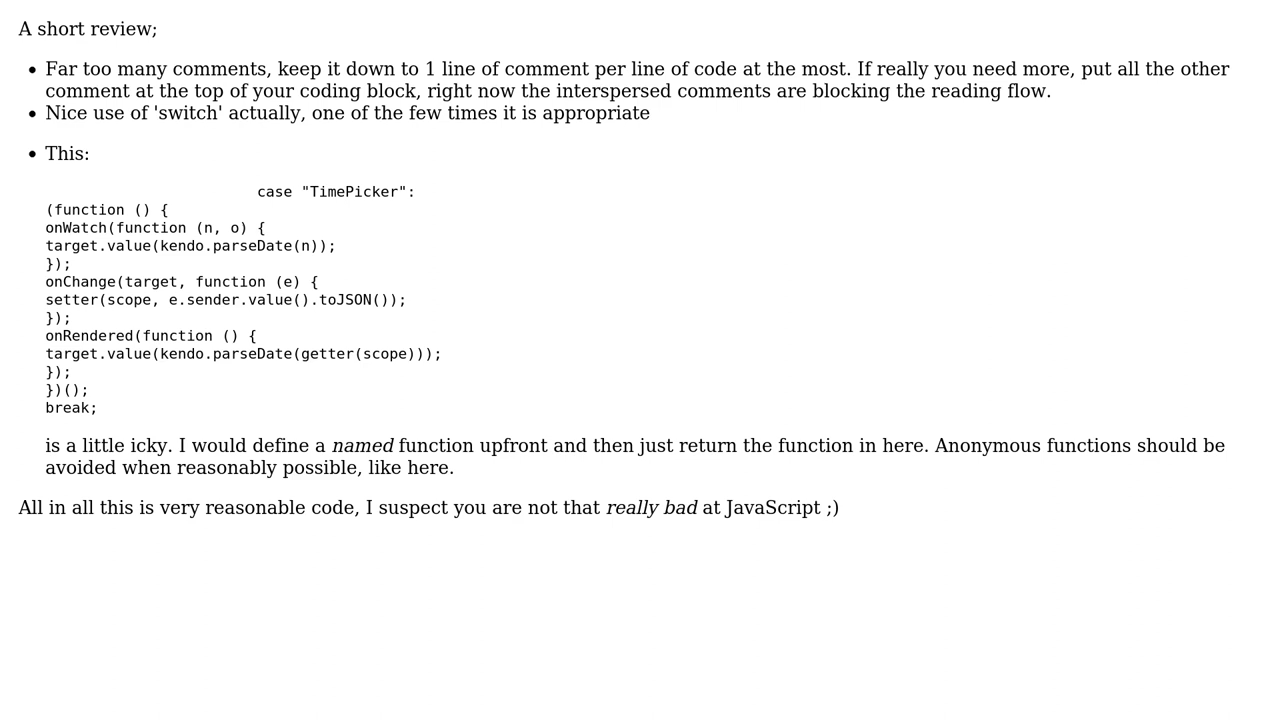 A short review;
• Far too many comments, keep it down to 1 line of comment per line of code at the most. If really you need more, put all the other
comment at the top of your coding block, right now the interspersed comments are blocking the reading flow.
• Nice use of 'switch' actually, one of the few times it is appropriate
• This:
case "TimePicker":
(function () {
onWatch(function (n, o) {
target.value(kendo.parseDate(n));
});
onChange(target, function (e) {
setter(scope, e.sender.value().toJSON());
});
onRendered(function () {
target.value(kendo.parseDate(getter(scope)));
});
})();
break;
is a little icky. I would define a named function upfront and then just return the function in here. Anonymous functions should be
avoided when reasonably possible, like here.
All in all this is very reasonable code, I suspect you are not that really bad at JavaScript ;)